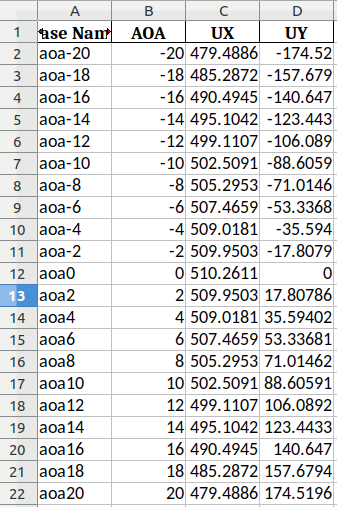 A B C D
1 ase Nam AOA UX UY
2 aoa-20 -20 479.4886 -174.52
3 aoa-18 -18 485.2872 -157.679
4 aoa-16 -16 490.4945 -140.647
5 aoa-14 -14 495.1042 -123.443
6 aoa-12 -12 499.1107 -106.089
7 aoa-10 -10 502.5091 -88.6059
8 aoa-8 -8 505.2953 -71.0146
9 aoa-6 -6 507.4659 -53.3368
10 aoa-4 -4 509.0181 -35.594
11 aoa-2 -2 509.9503 -17.8079
12 aoa0 0 510.2611 0
13 aoa2 2 509.9503 17.80786
14 aoa4 4 509.0181 35.59402
15 aoa6 6 507.4659 53.33681
16 aoa8 8 505.2953 71.01462
17 aoa10 10 502.5091 88.60591
18 aoa12 12 499.1107 106.0892
19 aoa14 14 495.1042 123.4433
20 aoa16 16 490.4945 140.647
21 aoa18 18 485.2872 157.6794
22 aoa20 20 479.4886 174.5196